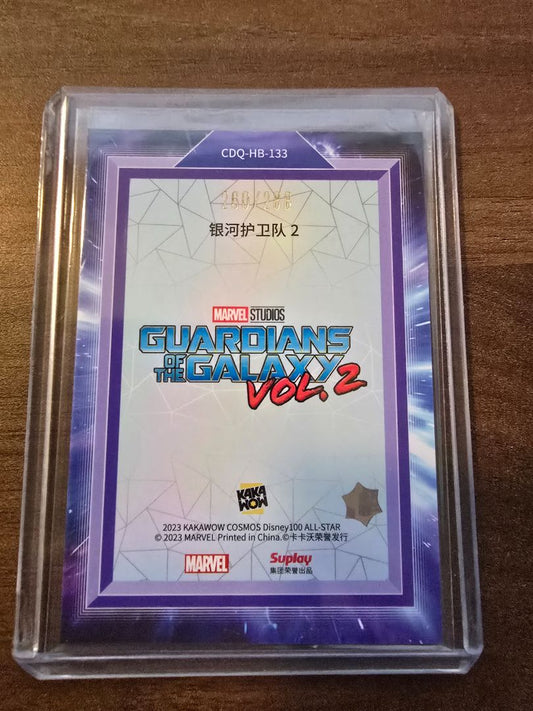 CDQ-HB-133
银河护卫队 2
MARVEL STUDIOS
GUARDIANS
OF THE GALAXY
VOL. 2
KAKA
WOW
2023 KAKAWOW COSMOS Disney100 ALL-STAR
© 2023 MARVEL Printed in China.©卡卡沃荣誉发行
MARVEL
Suplay
集团荣誉出品